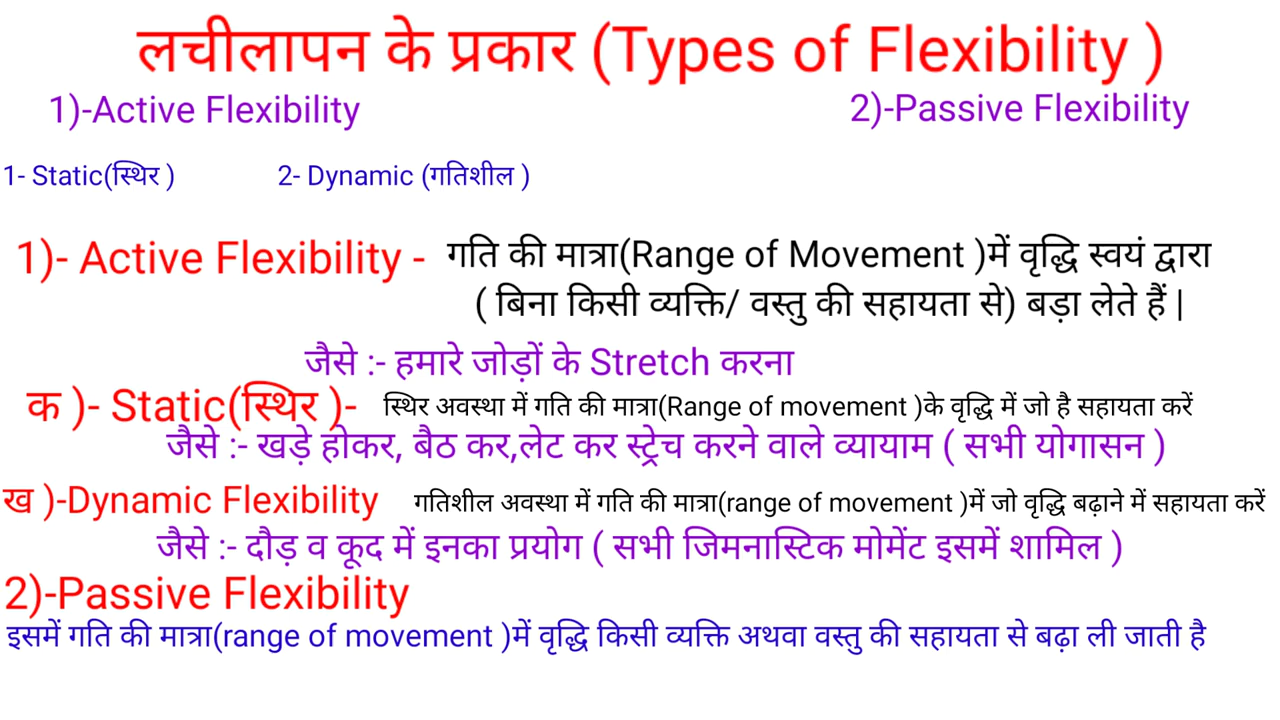 लचीलापन के प्रकार (Types of Flexibility )
1)-Active Flexibility 2)-Passive Flexibility
1- Static(स्थिर ) 2- Dynamic (गतिशील )
1)- Active Flexibility - गति की मात्रा(Range of Movement )में वृद्धि स्वयं द्वारा
( बिना किसी व्यक्ति/ वस्तु की सहायता से) बड़ा लेते हैं |
जैसे :- हमारे जोड़ों के Stretch करना
क )- Static(स्थिर )- स्थिर अवस्था में गति की मात्रा(Range of movement )के वृद्धि में जो है सहायता करें
जैसे :- खड़े होकर, बैठ कर,लेट कर स्ट्रेच करने वाले व्यायाम ( सभी योगासन )
ख )-Dynamic Flexibility गतिशील अवस्था में गति की मात्रा(range of movement )में जो वृद्धि बढ़ाने में सहायता करें
जैसे :- दौड़ व कूद में इनका प्रयोग ( सभी जिमनास्टिक मोमेंट इसमें शामिल )
2)-Passive Flexibility
इसमें गति की मात्रा(range of movement )में वृद्धि किसी व्यक्ति अथवा वस्तु की सहायता से बढ़ा ली जाती है